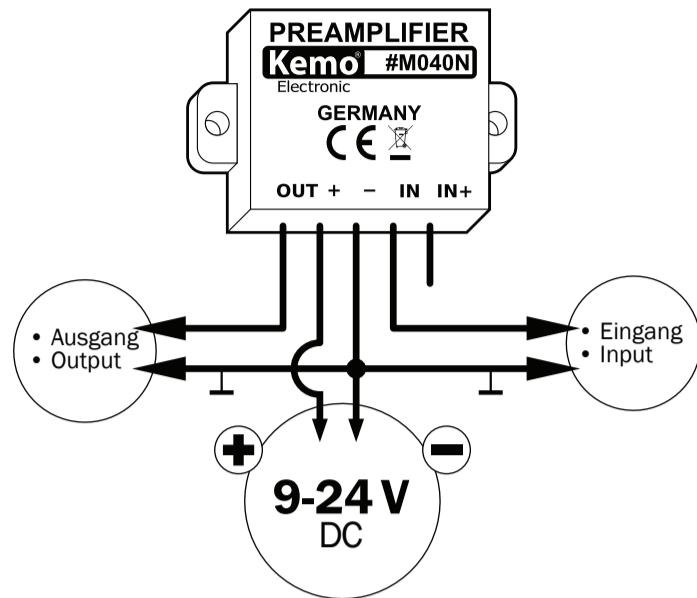 PREAMPLIFIER
Kemo® #M040N
Electronic
GERMANY
CE
OUT + − IN IN+
• Ausgang
• Output
• Eingang
• Input
+ −
9-24 V
DC